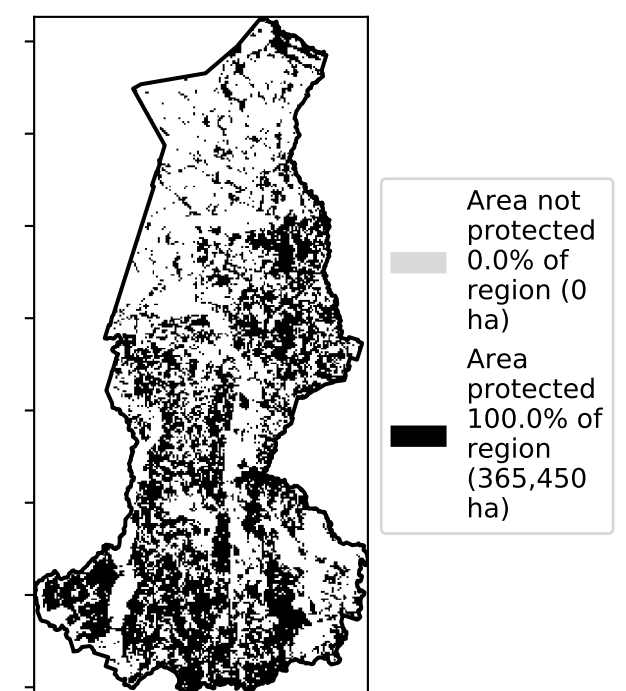 Area not
protected
0.0% of
region (0
ha)
Area
protected
100.0% of
region
(365,450
ha)